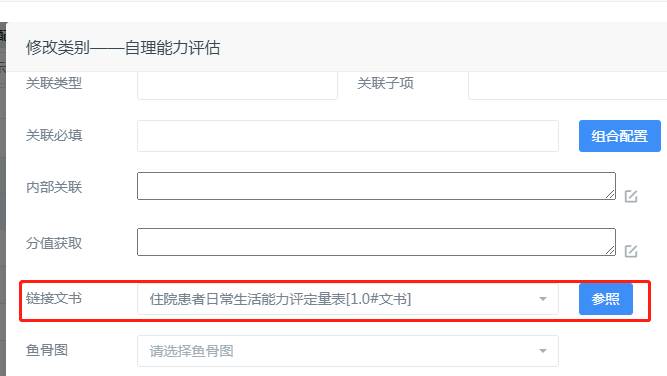 修改类别——自理能力评估
关联类型 关联子项
关联必填 组合配置
内部关联
分值获取
链接文书 住院患者日常生活能力评定量表[1.0#文书] 参照
鱼骨图 请选择鱼骨图